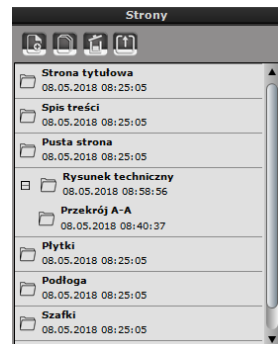 Strony
Strona tytułowa
08.05.2018 08:25:05
Spis treści
08.05.2018 08:25:05
Pusta strona
08.05.2018 08:25:05
Rysunek techniczny
08.05.2018 08:58:56
Przekrój A-A
08.05.2018 08:40:37
Płytki
08.05.2018 08:25:05
Podłoga
08.05.2018 08:25:05
Szafki
08.05.2018 08:25:05